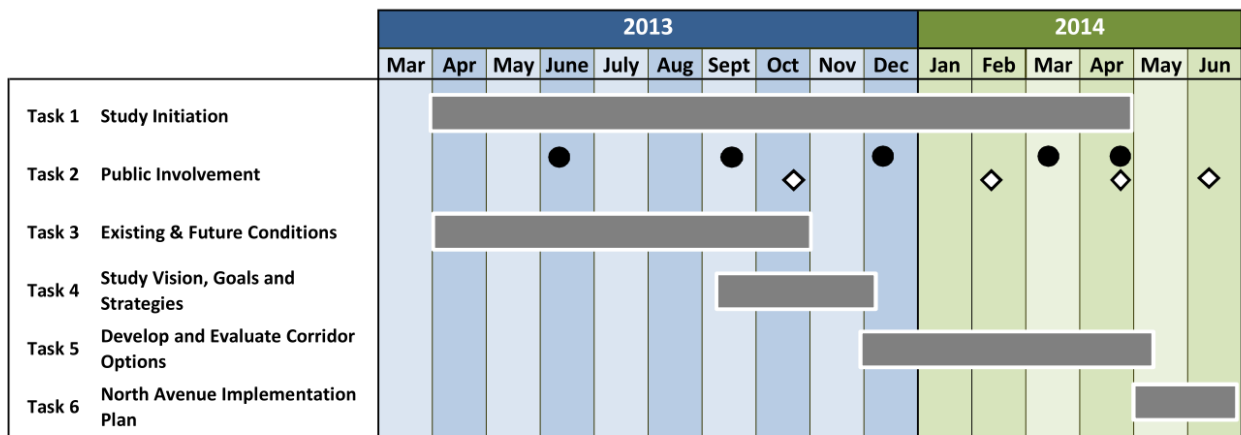 2013 2014
Mar Apr May June July Aug Sept Oct Nov Dec Jan Feb Mar Apr May Jun
Task 1 Study Initiation
Task 2 Public Involvement
Task 3 Existing & Future Conditions
Task 4 Study Vision, Goals and
Strategies
Task 5 Develop and Evaluate Corridor
Options
Task 6 North Avenue Implementation
Plan